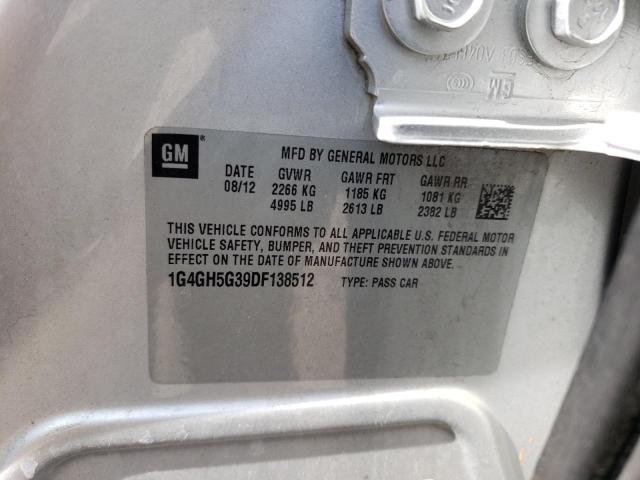 GM
MFD BY GENERAL MOTORS LLC
DATE GVWR GAWR FRT GAWR RR
08/12 2266 KG 1185 KG 1081 KG
4995 LB 2613 LB 2382 LB
THIS VEHICLE CONFORMS TO ALL APPLICABLE U.S. FEDERAL MOTOR
VEHICLE SAFETY, BUMPER, AND THEFT PREVENTION STANDARDS IN
EFFECT ON THE DATE OF MANUFACTURE SHOWN ABOVE.
1G4GH5G39DF138512 TYPE: PASS CAR
GM